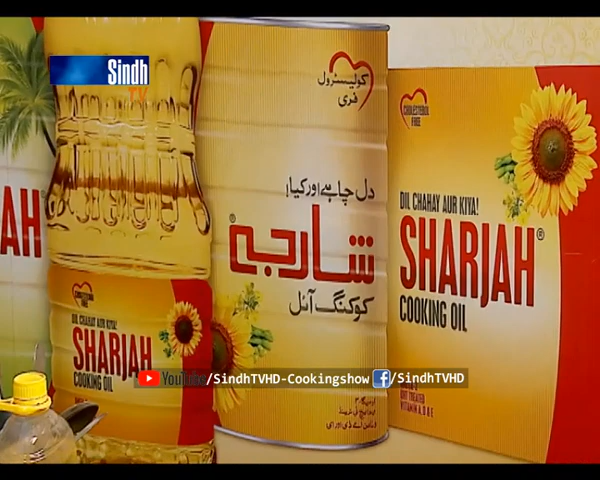 Sindh
TV
AH
CHOLESTEROL
FREE
DIL CHAHAY AUR KIYA!
SHARJAH
COOKING OIL
کولیسٹرول
فری
دل چاہے اور کیا!
شارجہ®
کوکنگ آئل
CHOLESTEROL
FREE
DIL CHAHAY AUR KIYA!
SHARJAH®
COOKING OIL
VITAMIN A, D & E
Youtube/SindhTVHD-Cookingshow
/SindhTVHD